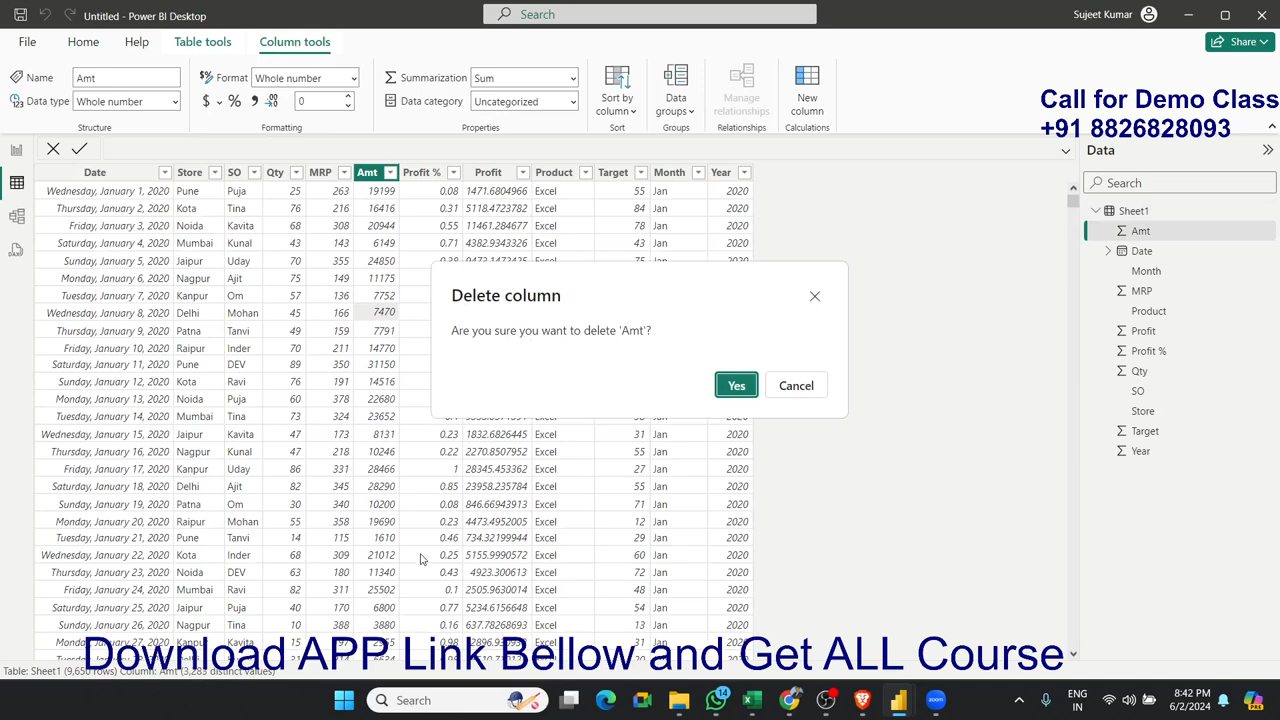 Untitled - Power BI Desktop
Search
Sujeet Kumar
File Home Help Table tools Column tools
Share
Name Amt
Format Whole number
Summarization Sum
Data type Whole number
$ % 0
Data category Uncategorized
Sort by column
Data groups
Manage relationships
New column
Structure Formatting Properties Sort Groups Relationships Calculations
Call for Demo Class
+91 8826828093
Data
Search
Sheet1
Amt
Date
Month
MRP
Product
Profit
Profit %
Qty
SO
Store
Target
Year
Date Store SO Qty MRP Amt Profit % Profit Product Target Month Year
Wednesday, January 1, 2020 Pune Puja 25 263 19199 0.08 1471.6804966 Excel 55 Jan 2020
Thursday, January 2, 2020 Kota Tina 76 216 16416 0.31 5118.4723782 Excel 84 Jan 2020
Friday, January 3, 2020 Noida Kavita 68 308 20944 0.55 11461.284677 Excel 78 Jan 2020
Saturday, January 4, 2020 Mumbai Kunal 43 143 6149 0.71 4382.9343326 Excel 43 Jan 2020
Sunday, January 5, 2020 Jaipur Uday 70 355 24850 Excel Jan 2020
Monday, January 6, 2020 Nagpur Ajit 75 149 11175
Tuesday, January 7, 2020 Kanpur Om 57 136 7752
Wednesday, January 8, 2020 Delhi Mohan 45 166 7470
Thursday, January 9, 2020 Patna Tanvi 49 159 7791
Friday, January 10, 2020 Raipur Inder 70 211 14770
Saturday, January 11, 2020 Pune DEV 89 350 31150
Sunday, January 12, 2020 Kota Ravi 76 191 14516
Monday, January 13, 2020 Noida Puja 60 378 22680
Tuesday, January 14, 2020 Mumbai Tina 73 324 23652 Excel Jan 2020
Wednesday, January 15, 2020 Jaipur Kavita 47 173 8131 0.23 1832.6826445 Excel 31 Jan 2020
Thursday, January 16, 2020 Nagpur Kunal 47 218 10246 0.22 2270.8507952 Excel 55 Jan 2020
Friday, January 17, 2020 Kanpur Uday 86 331 28466 1 28345.453362 Excel 27 Jan 2020
Saturday, January 18, 2020 Delhi Ajit 82 345 28290 0.85 23958.235784 Excel 55 Jan 2020
Sunday, January 19, 2020 Patna Om 30 340 10200 0.08 846.66943913 Excel 71 Jan 2020
Monday, January 20, 2020 Raipur Mohan 55 358 19690 0.23 4473.4952005 Excel 12 Jan 2020
Tuesday, January 21, 2020 Pune Tanvi 14 115 1610 0.46 734.32199944 Excel 29 Jan 2020
Wednesday, January 22, 2020 Kota Inder 68 309 21012 0.25 5155.9990572 Excel 60 Jan 2020
Thursday, January 23, 2020 Noida DEV 63 180 11340 0.43 4923.300613 Excel 72 Jan 2020
Friday, January 24, 2020 Mumbai Ravi 82 311 25502 0.1 2505.9630014 Excel 48 Jan 2020
Saturday, January 25, 2020 Jaipur Puja 40 170 6800 0.77 5234.6156648 Excel 54 Jan 2020
Sunday, January 26, 2020 Nagpur Tina 10 388 3880 0.16 637.78268693 Excel 13 Jan 2020
Delete column
Are you sure you want to delete 'Amt'?
Yes Cancel
Download APP Link Bellow and Get ALL Course
Table: Sheet1 (9,650 rows) Column: Amt (3,285 distinct values)
Search
14
ENG
IN
8:42 PM
6/2/2024